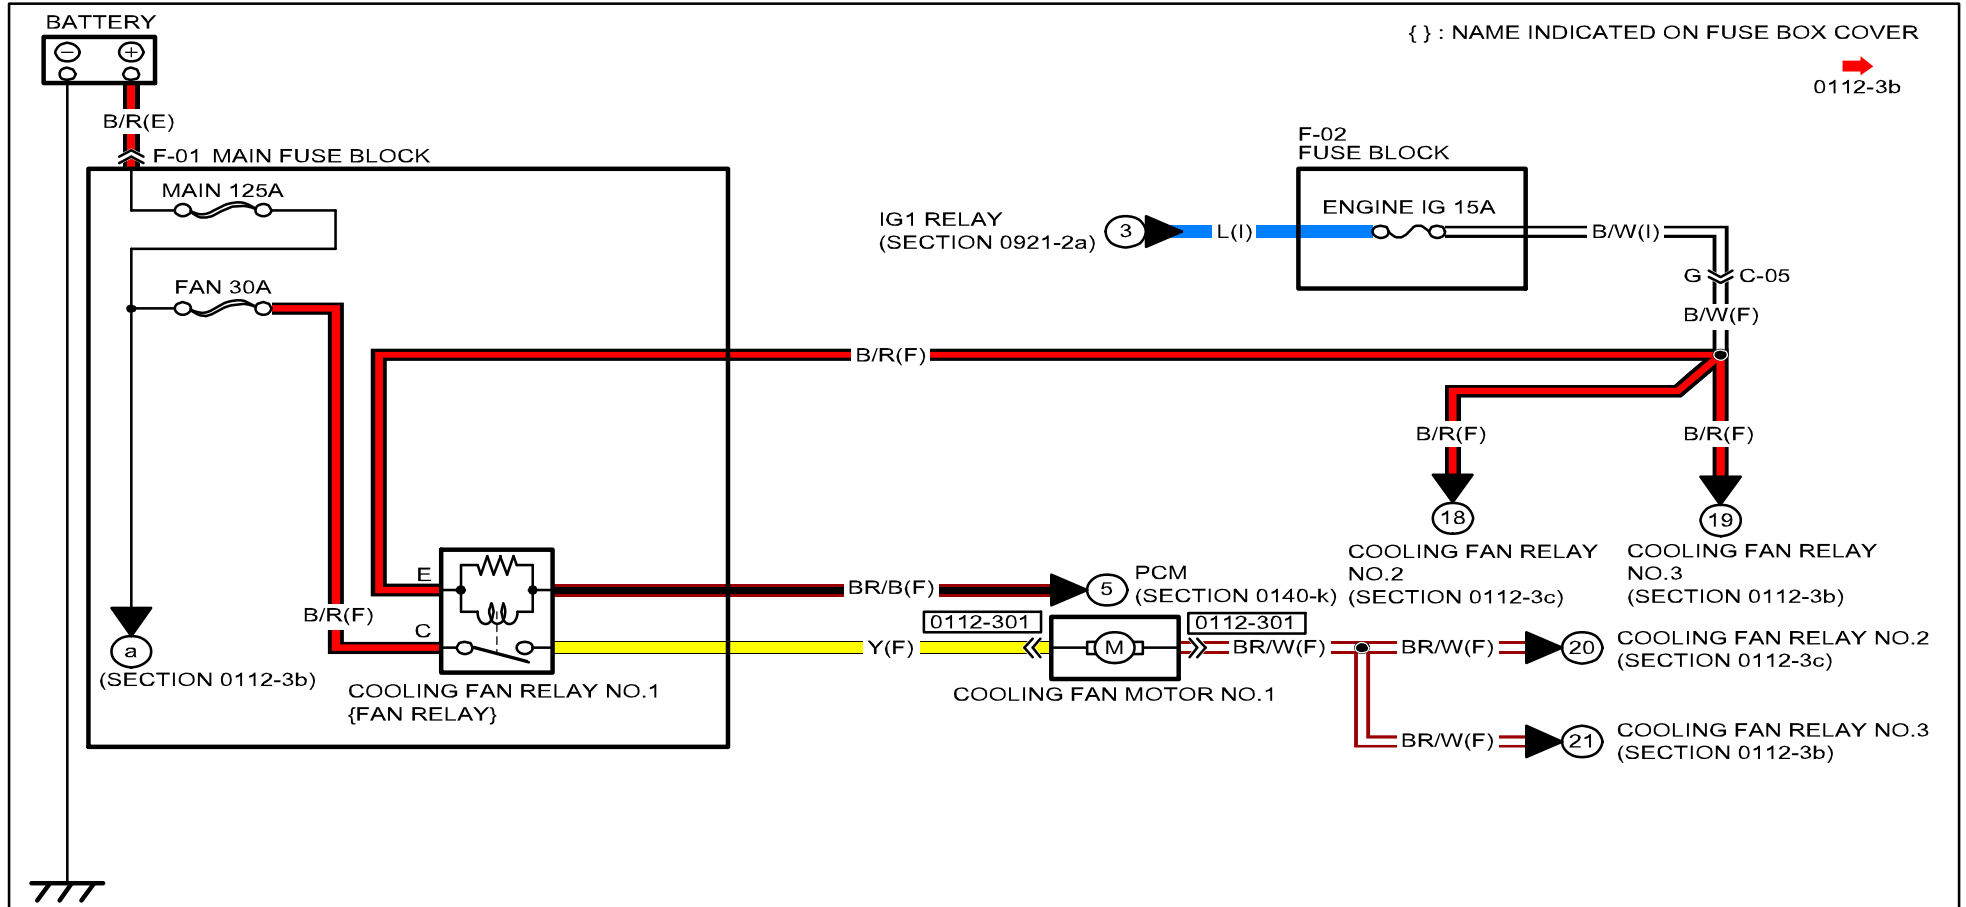 BATTERY
{ } : NAME INDICATED ON FUSE BOX COVER
0112-3b
B/R(E)
F-01 MAIN FUSE BLOCK
MAIN 125A
FAN 30A
F-02
FUSE BLOCK
ENGINE IG 15A
IG1 RELAY
(SECTION 0921-2a)
3
L(I)
B/W(I)
G
C-05
B/W(F)
B/R(F)
B/R(F)
B/R(F)
18
19
COOLING FAN RELAY
NO.2
(SECTION 0112-3c)
COOLING FAN RELAY
NO.3
(SECTION 0112-3b)
E
BR/B(F)
5
PCM
(SECTION 0140-k)
B/R(F)
C
0112-301
0112-301
Y(F)
M
BR/W(F)
BR/W(F)
20
COOLING FAN RELAY NO.2
(SECTION 0112-3c)
a
(SECTION 0112-3b)
COOLING FAN RELAY NO.1
{FAN RELAY}
COOLING FAN MOTOR NO.1
BR/W(F)
21
COOLING FAN RELAY NO.3
(SECTION 0112-3b)